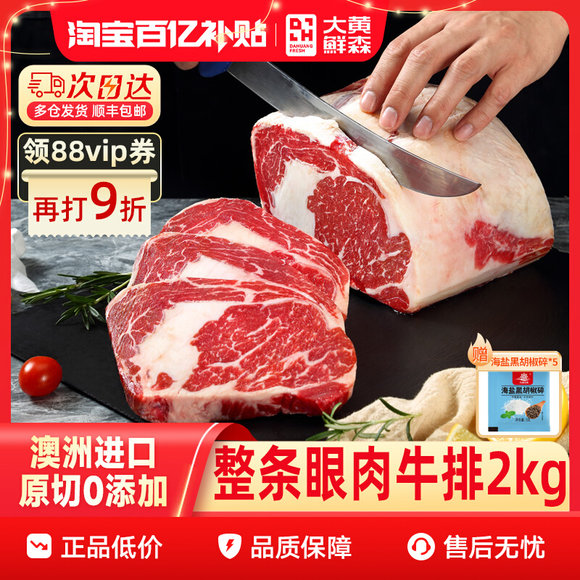 淘宝百亿补贴
DAHUANG FRESH
大黄鲜森
次日达
多仓发货 顺丰包邮
领88vip券
再打9折
赠
海盐黑胡椒碎*5
海盐黑胡椒碎
澳洲进口
原切0添加
整条眼肉牛排2kg
正品低价
品质保障
售后无忧